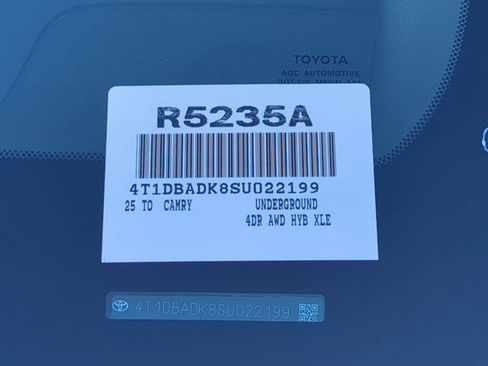 TOYOTA
AGC AUTOMOTIVE
R5235A
4T1DBADK8SU022199
25 TO CAMRY UNDERGROUND
4DR AWD HYB XLE
4T1DBADK8SU022199